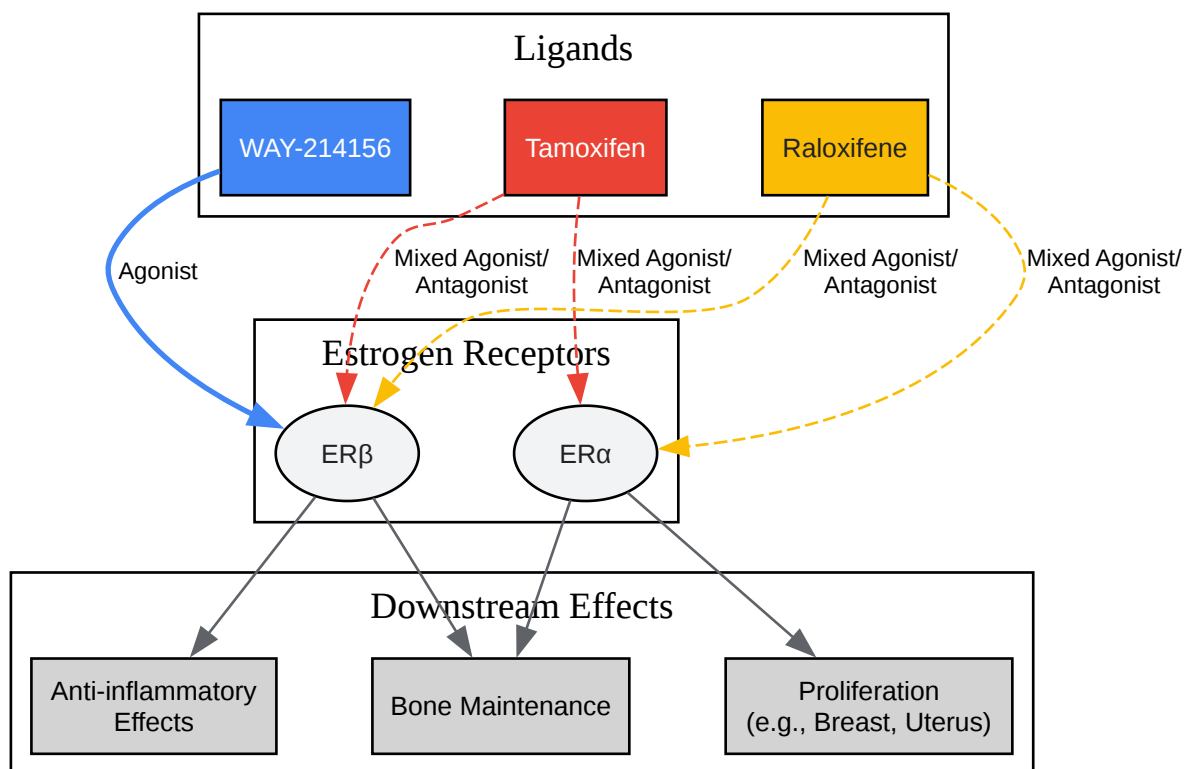 Ligands
WAY-214156
Tamoxifen
Raloxifene
Agonist
Mixed Agonist/
Antagonist
Mixed Agonist/
Antagonist
Mixed Agonist/
Antagonist
Mixed Agonist/
Antagonist
Estrogen Receptors
ERβ
ERα
Downstream Effects
Anti-inflammatory
Effects
Bone Maintenance
Proliferation
(e.g., Breast, Uterus)